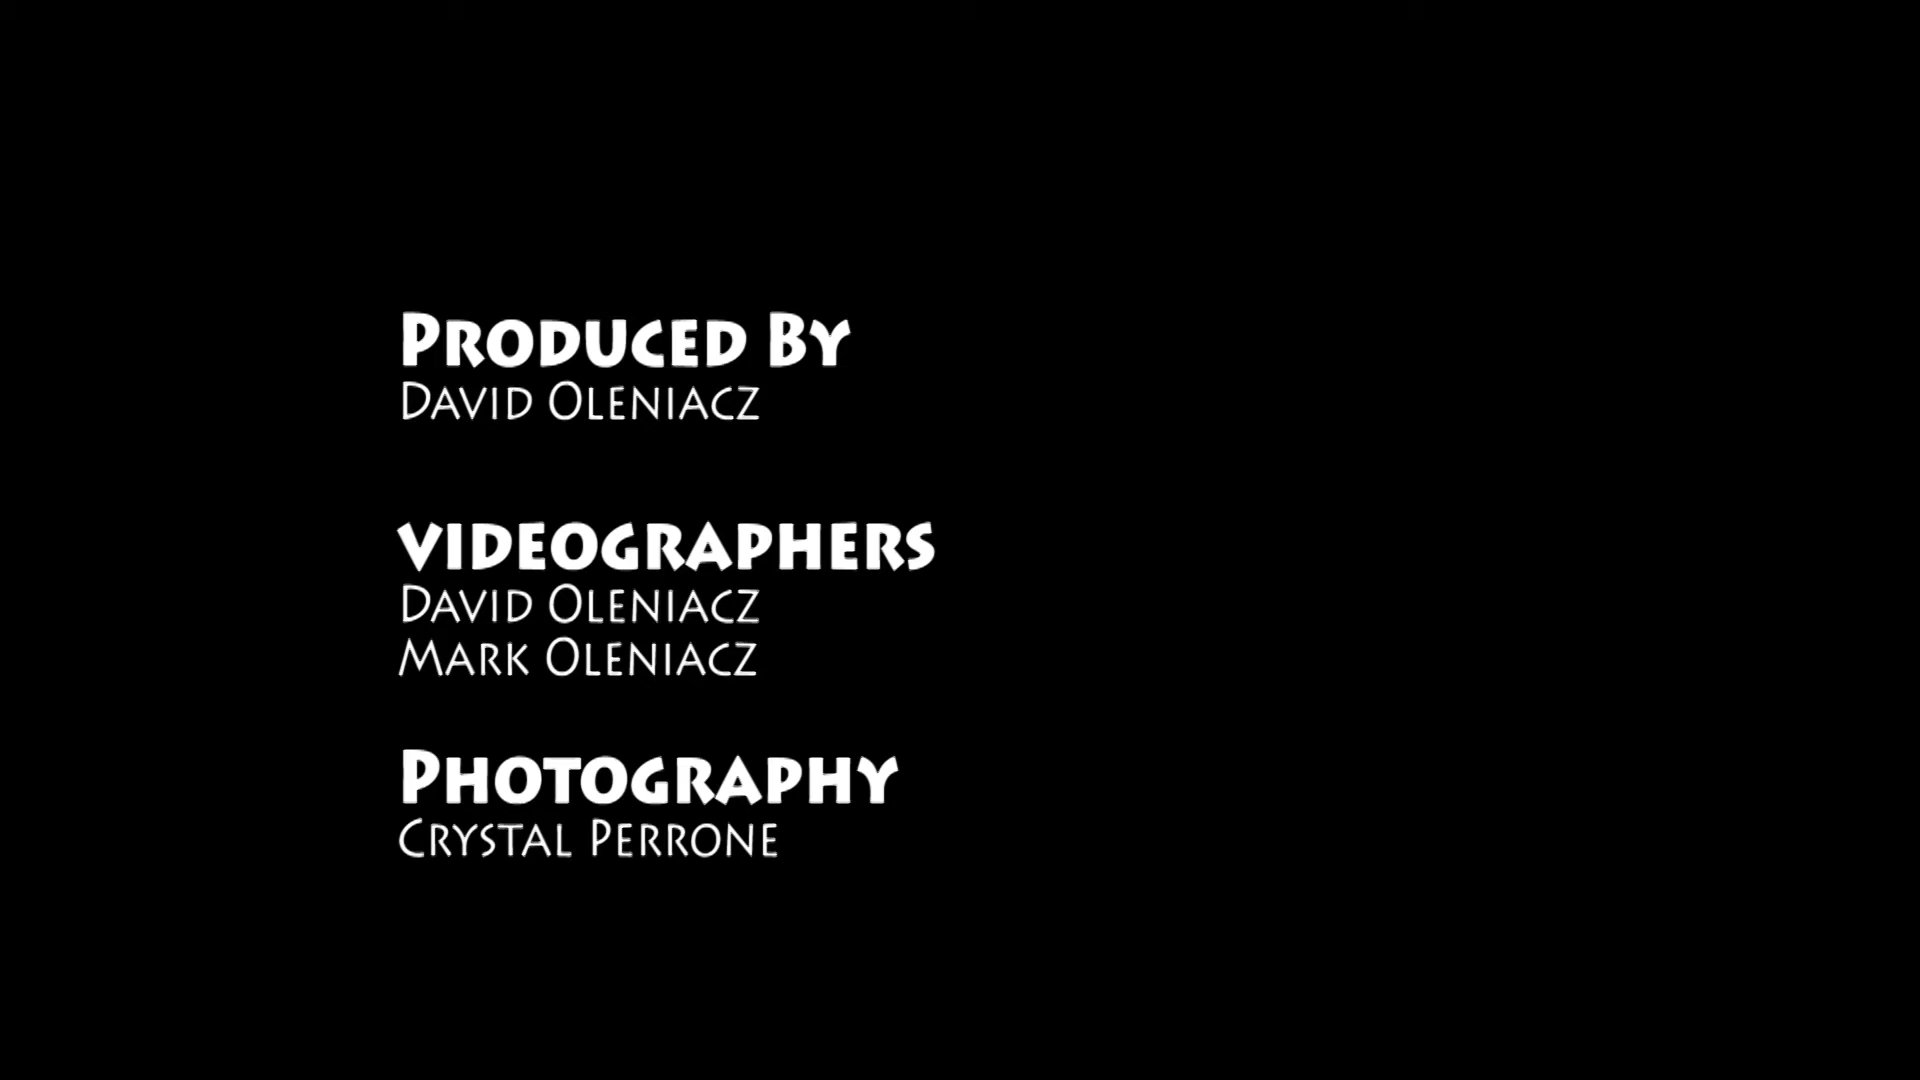 Produced By
David Oleniacz
videographers
David Oleniacz
Mark Oleniacz
Photography
Crystal Perrone